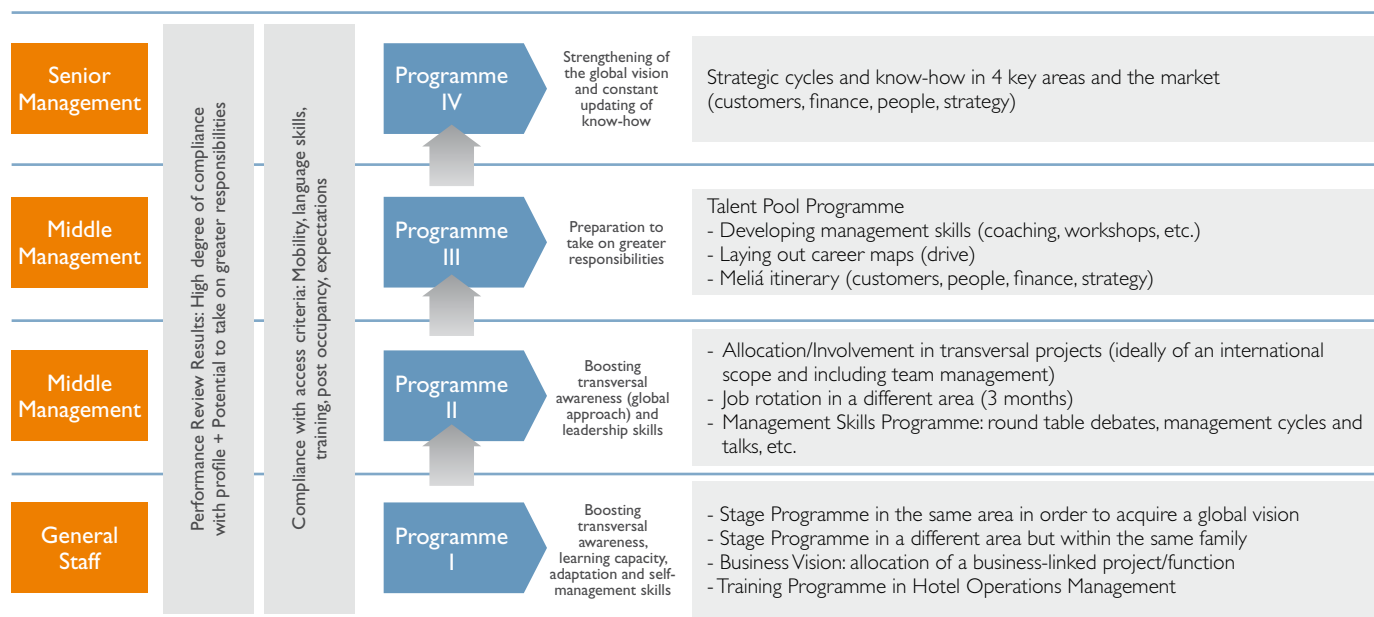 Senior
Management
Performance Review Results: High degree of compliance
with profile + Potential to take on greater responsibilities
Compliance with access criteria: Mobility, language skills,
training, post occupancy, expectations
Programme
IV
Strengthening of
the global vision
and constant
updating of
know-how
Strategic cycles and know-how in 4 key areas and the market
(customers, finance, people, strategy)
Middle
Management
Programme
III
Preparation to
take on greater
responsibilities
Talent Pool Programme
- Developing management skills (coaching, workshops, etc.)
- Laying out career maps (drive)
- Meliá itinerary (customers, people, finance, strategy)
Middle
Management
Programme
II
Boosting
transversal
awareness (global
approach) and
leadership skills
- Allocation/Involvement in transversal projects (ideally of an international
scope and including team management)
- Job rotation in a different area (3 months)
- Management Skills Programme: round table debates, management cycles and
talks, etc.
General
Staff
Programme
I
Boosting
transversal
awareness,
learning capacity,
adaptation and self-
management skills
- Stage Programme in the same area in order to acquire a global vision
- Stage Programme in a different area but within the same family
- Business Vision: allocation of a business-linked project/function
- Training Programme in Hotel Operations Management